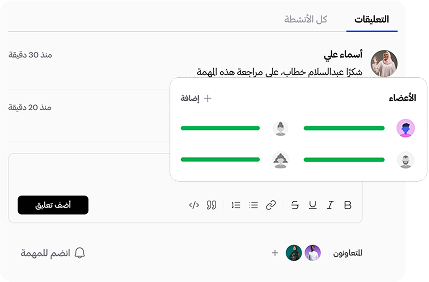 التعليقات
كل الأنشطة
أسماء علي
منذ 30 دقيقة
شكرًا عبدالسلام خطاب، على مراجعة هذه المهمة
الأعضاء
إضافة
منذ 20 دقيقة
أضف تعليق
المتعاونون
انضم للمهمة